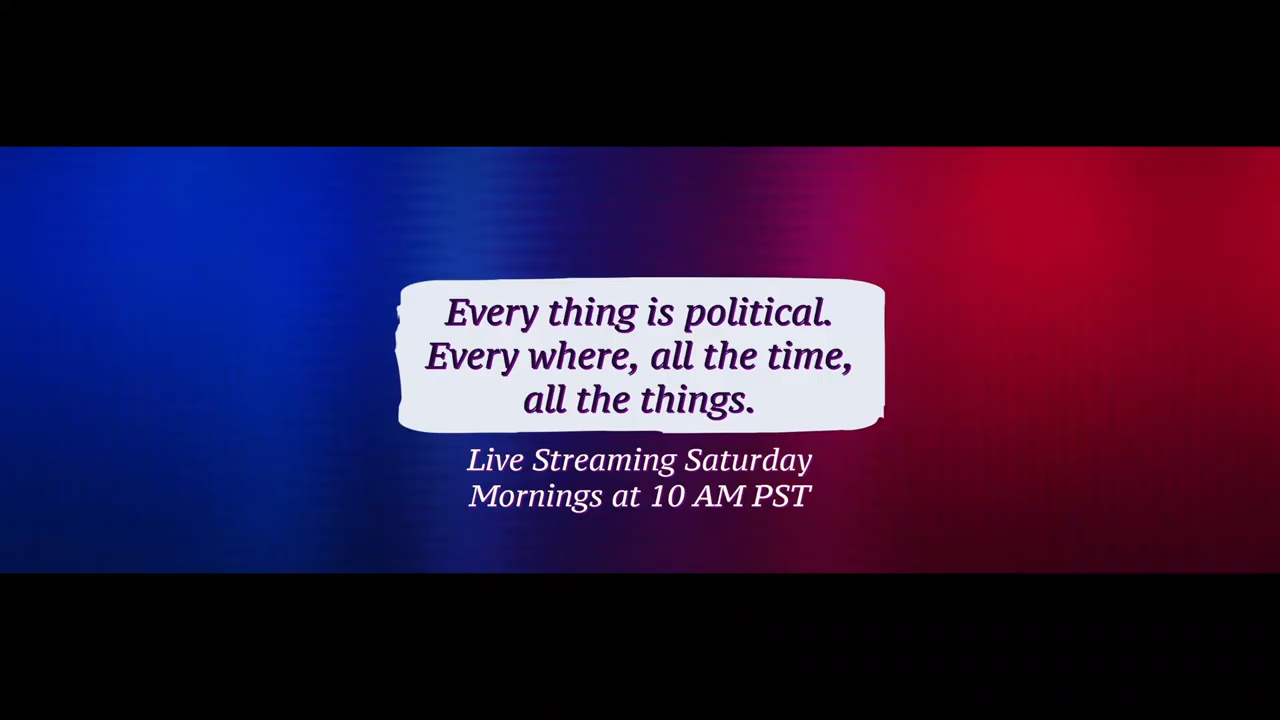 Every thing is political.
Every where, all the time,
all the things.
Live Streaming Saturday
Mornings at 10 AM PST